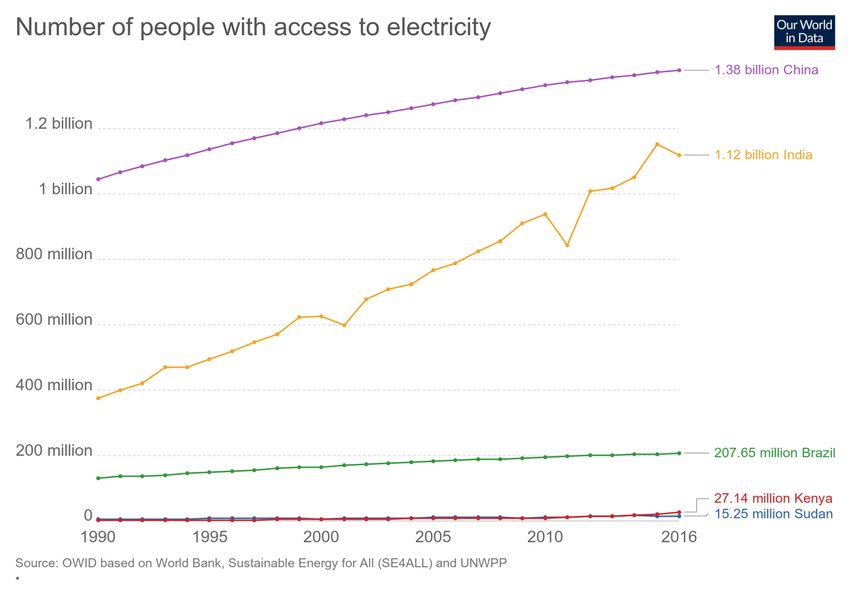 Number of people with access to electricity
Our World
in Data
1.38 billion China
1.2 billion
1.12 billion India
1 billion
800 million
600 million
400 million
200 million
207.65 million Brazil
27.14 million Kenya
15.25 million Sudan
0
1990 1995 2000 2005 2010 2016
Source: OWID based on World Bank, Sustainable Energy for All (SE4ALL) and UNWPP
•